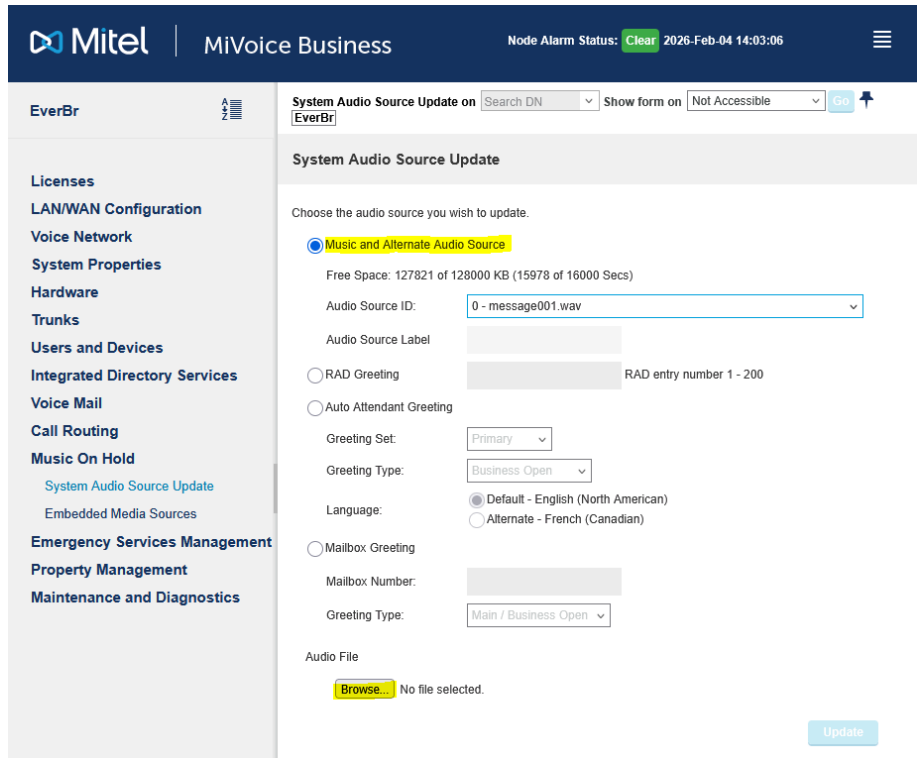 Mitel | MiVoice Business
Node Alarm Status: Clear 2026-Feb-04 14:03:06
EverBr
A
Z
System Audio Source Update on Search DN Show form on Not Accessible Go
EverBr
System Audio Source Update
Licenses
LAN/WAN Configuration
Voice Network
System Properties
Hardware
Trunks
Users and Devices
Integrated Directory Services
Voice Mail
Call Routing
Music On Hold
System Audio Source Update
Embedded Media Sources
Emergency Services Management
Property Management
Maintenance and Diagnostics
Choose the audio source you wish to update.
Music and Alternate Audio Source
Free Space: 127821 of 128000 KB (15978 of 16000 Secs)
Audio Source ID: 0 - message001.wav
Audio Source Label
RAD Greeting RAD entry number 1 - 200
Auto Attendant Greeting
Greeting Set: Primary
Greeting Type: Business Open
Language: Default - English (North American)
Alternate - French (Canadian)
Mailbox Greeting
Mailbox Number:
Greeting Type: Main / Business Open
Audio File
Browse... No file selected.
Update